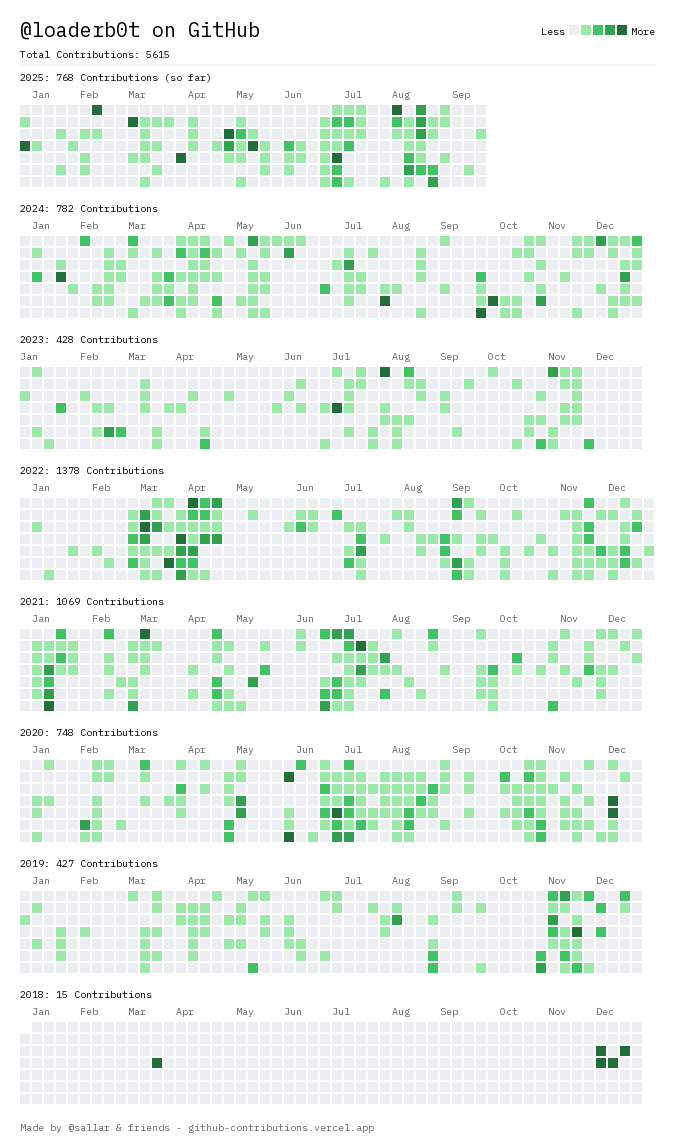 @loaderb0t on GitHub
Less More
Total Contributions: 5615
2025: 768 Contributions (so far)
Jan Feb Mar Apr May Jun Jul Aug Sep
2024: 782 Contributions
Jan Feb Mar Apr May Jun Jul Aug Sep Oct Nov Dec
2023: 428 Contributions
Jan Feb Mar Apr May Jun Jul Aug Sep Oct Nov Dec
2022: 1378 Contributions
Jan Feb Mar Apr May Jun Jul Aug Sep Oct Nov Dec
2021: 1069 Contributions
Jan Feb Mar Apr May Jun Jul Aug Sep Oct Nov Dec
2020: 748 Contributions
Jan Feb Mar Apr May Jun Jul Aug Sep Oct Nov Dec
2019: 427 Contributions
Jan Feb Mar Apr May Jun Jul Aug Sep Oct Nov Dec
2018: 15 Contributions
Jan Feb Mar Apr May Jun Jul Aug Sep Oct Nov Dec
Made by @sallar & friends - github-contributions.vercel.app